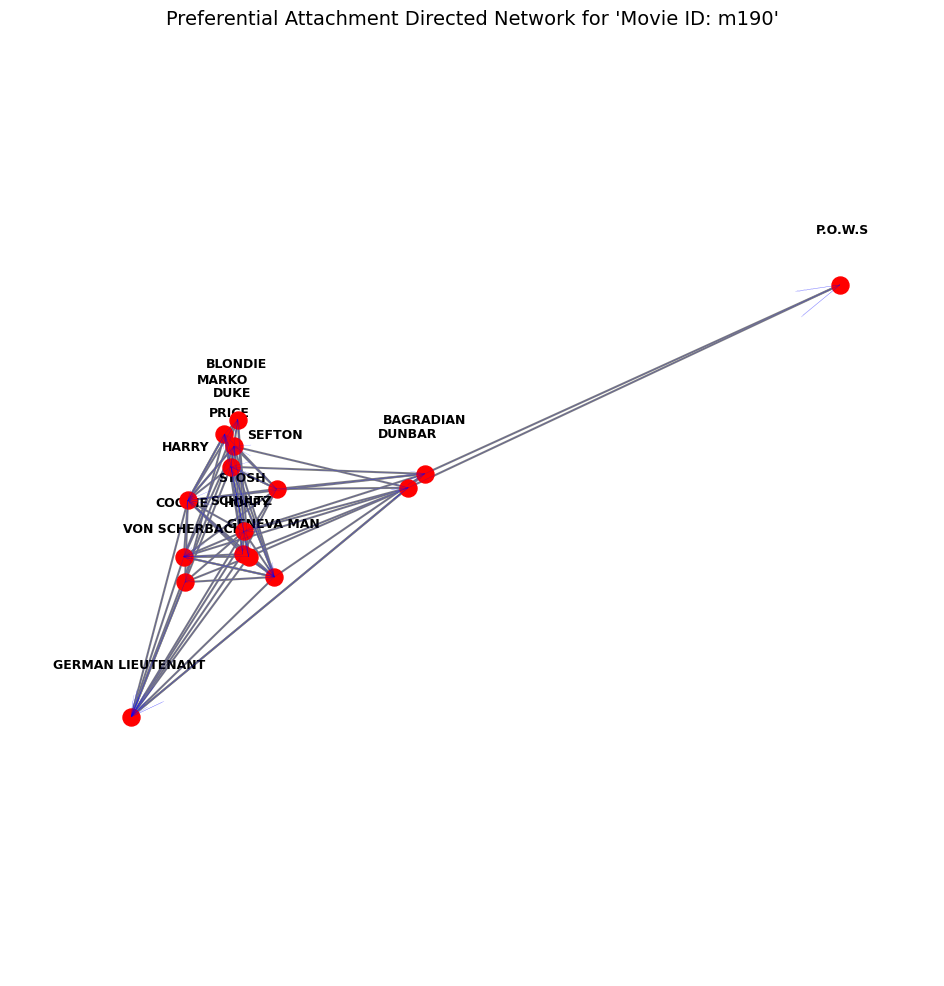 Preferential Attachment Directed Network for 'Movie ID: m190'
P.O.W.S
BLONDIE
MARKO
DUKE
PRICE
BAGRADIAN
SEFTON
DUNBAR
HARRY
STOSH
COOKIE
SCHULTZ
HOFFY
GENEVA MAN
VON SCHERBACH
GERMAN LIEUTENANT